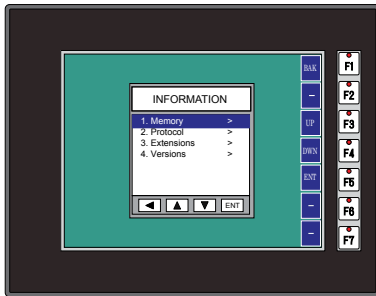 INFORMATION
1. Memory >
2. Protocol >
3. Extensions >
4. Versions >
ENT
BAK
–
UP
DWN
ENT
–
–
F1
F2
F3
F4
F5
F6
F7